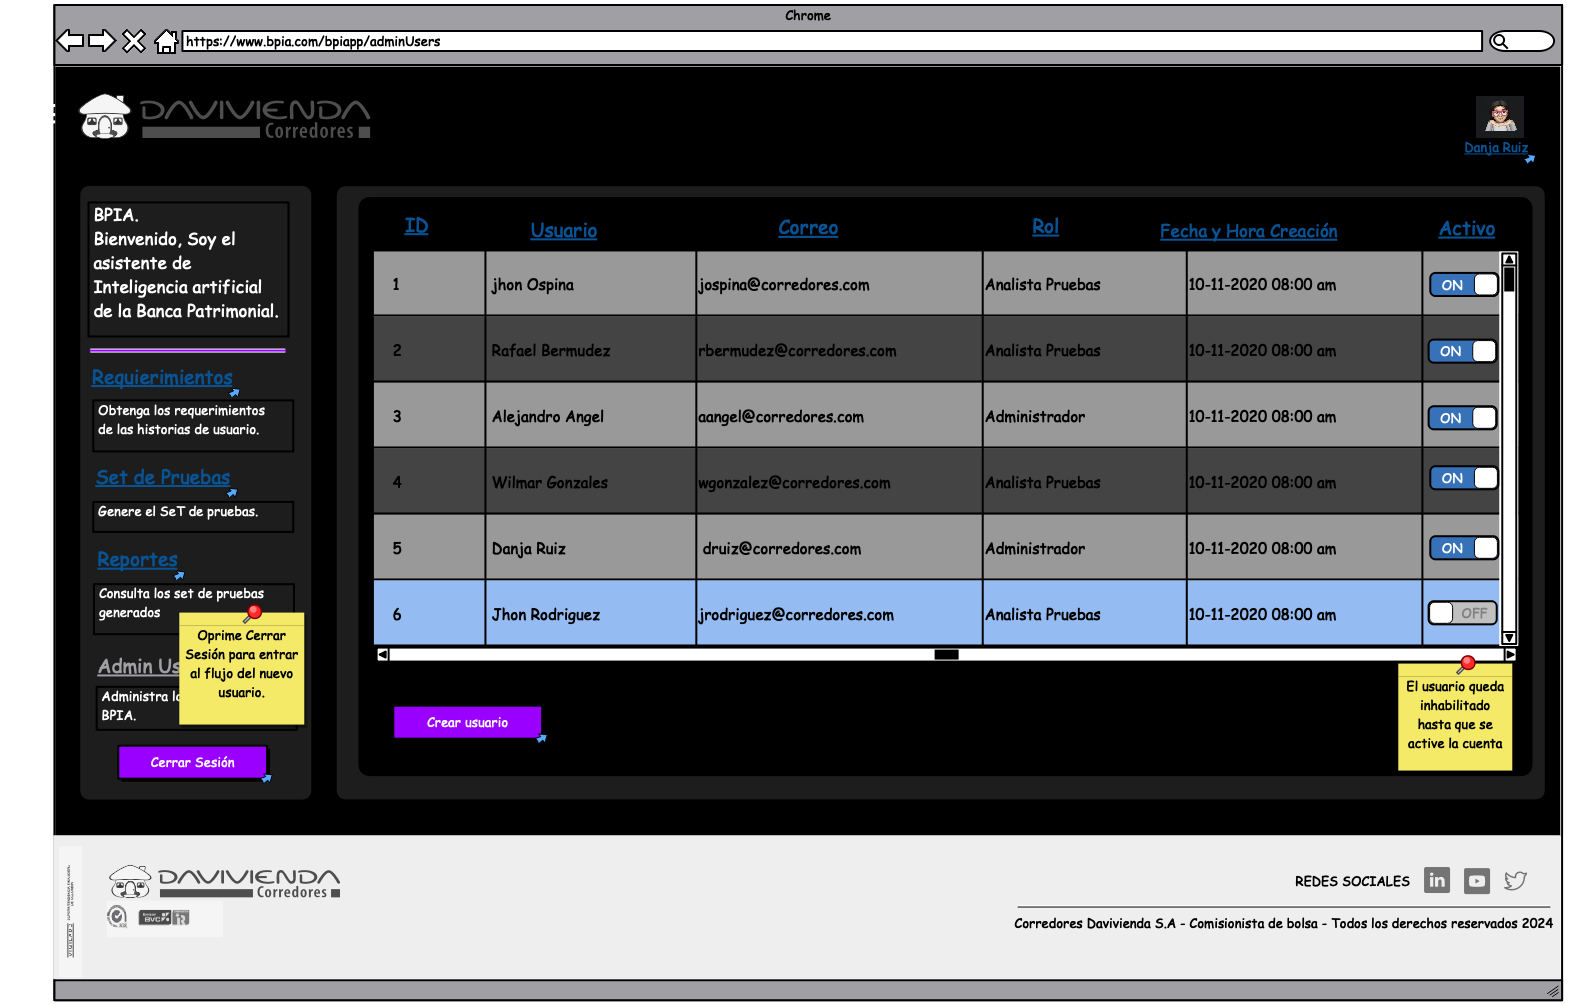 Chrome
https://www.bpia.com/bpiapp/adminUsers
DAVIVIENDA
Corredores
Danja Ruiz
BPIA.
Bienvenido, Soy el
asistente de
Inteligencia artificial
de la Banca Patrimonial.
Requierimientos
Obtenga los requerimientos
de las historias de usuario.
Set de Pruebas
Genere el SeT de pruebas.
Reportes
Consulta los set de pruebas
generados
Oprime Cerrar
Sesión para entrar
al flujo del nuevo
usuario.
Admin Us
Administra
BPIA.
Cerrar Sesión
ID Usuario Correo Rol Fecha y Hora Creación Activo
1 jhon Ospina jospina@corredores.com Analista Pruebas 10-11-2020 08:00 am ON
2 Rafael Bermudez rbermudez@corredores.com Analista Pruebas 10-11-2020 08:00 am ON
3 Alejandro Angel aangel@corredores.com Administrador 10-11-2020 08:00 am ON
4 Wilmar Gonzales wgonzalez@corredores.com Analista Pruebas 10-11-2020 08:00 am ON
5 Danja Ruiz druiz@corredores.com Administrador 10-11-2020 08:00 am ON
6 Jhon Rodriguez jrodriguez@corredores.com Analista Pruebas 10-11-2020 08:00 am OFF
Crear usuario
El usuario queda
inhabilitado
hasta que se
active la cuenta
DAVIVIENDA
Corredores
BVC
IR
VIGILADO
REDES SOCIALES
in
Corredores Davivienda S.A - Comisionista de bolsa - Todos los derechos reservados 2024